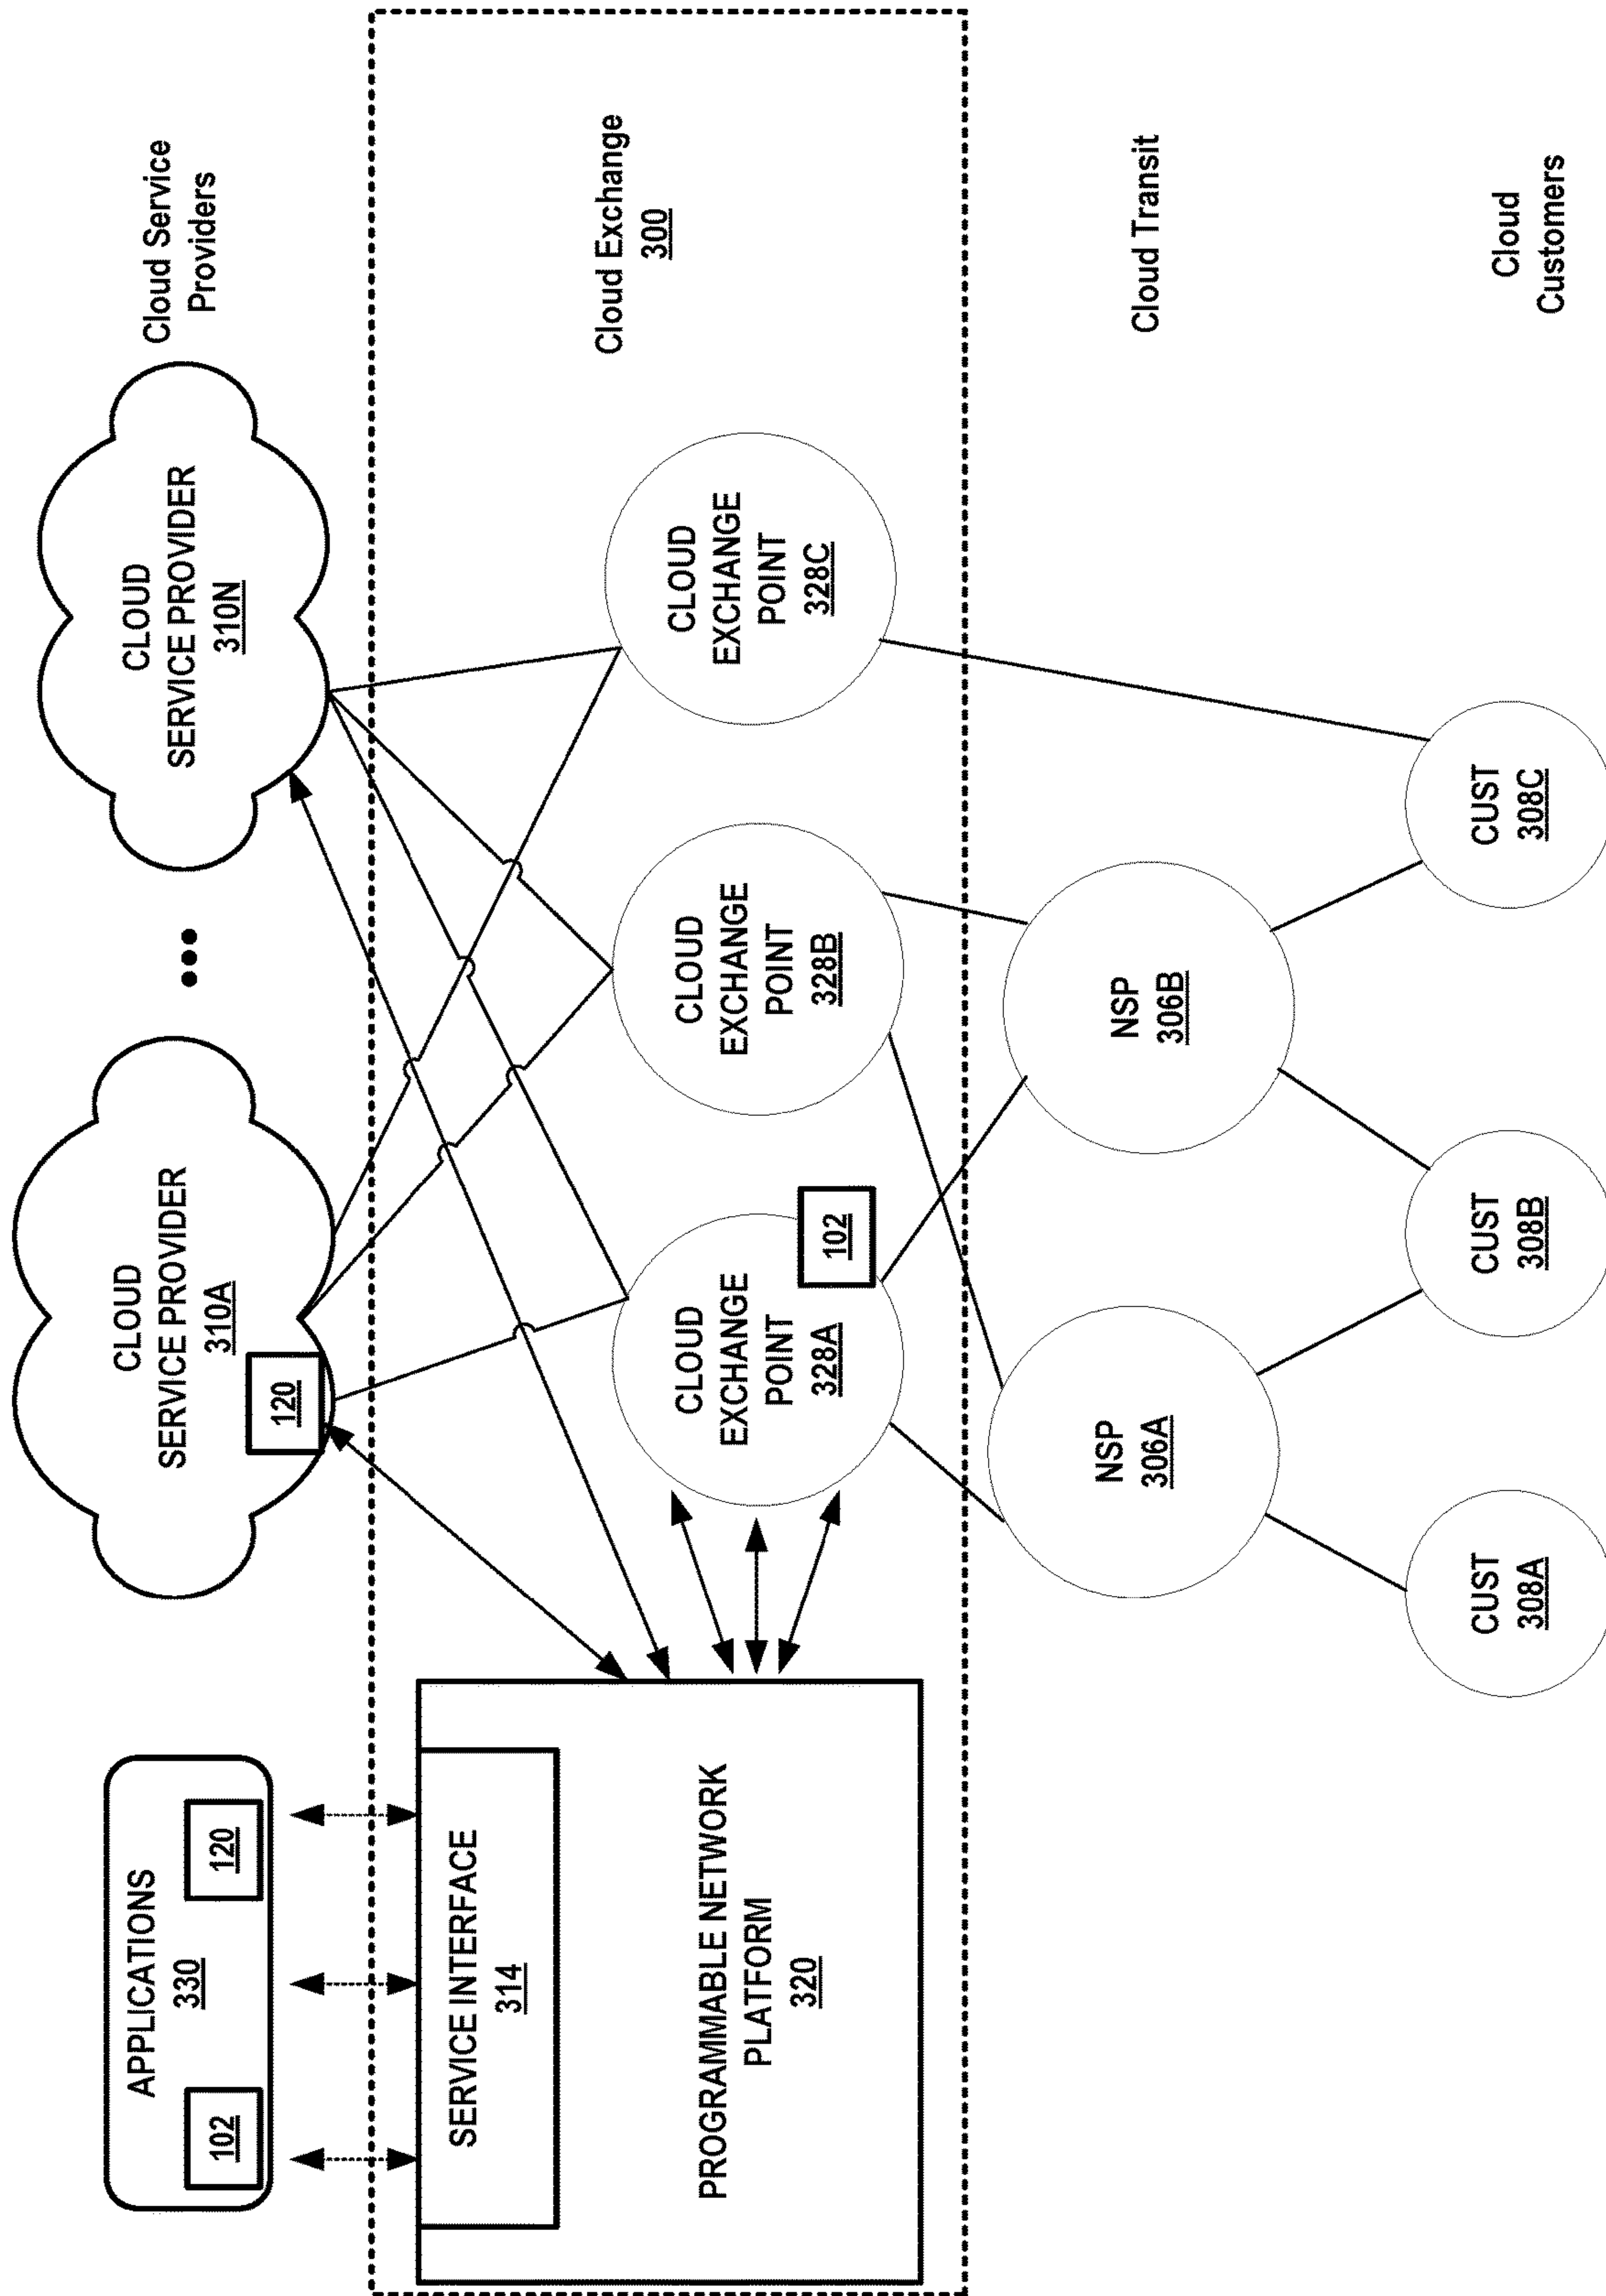 APPLICATIONS
330
102
120
CLOUD
SERVICE PROVIDER
310A
120
•••
CLOUD
SERVICE PROVIDER
310N
Cloud Service
Providers
SERVICE INTERFACE
314
PROGRAMMABLE NETWORK
PLATFORM
320
CLOUD
EXCHANGE
POINT
328A
102
CLOUD
EXCHANGE
POINT
328B
CLOUD
EXCHANGE
POINT
328C
Cloud Exchange
300
NSP
306A
NSP
306B
Cloud Transit
CUST
308A
CUST
308B
CUST
308C
Cloud
Customers